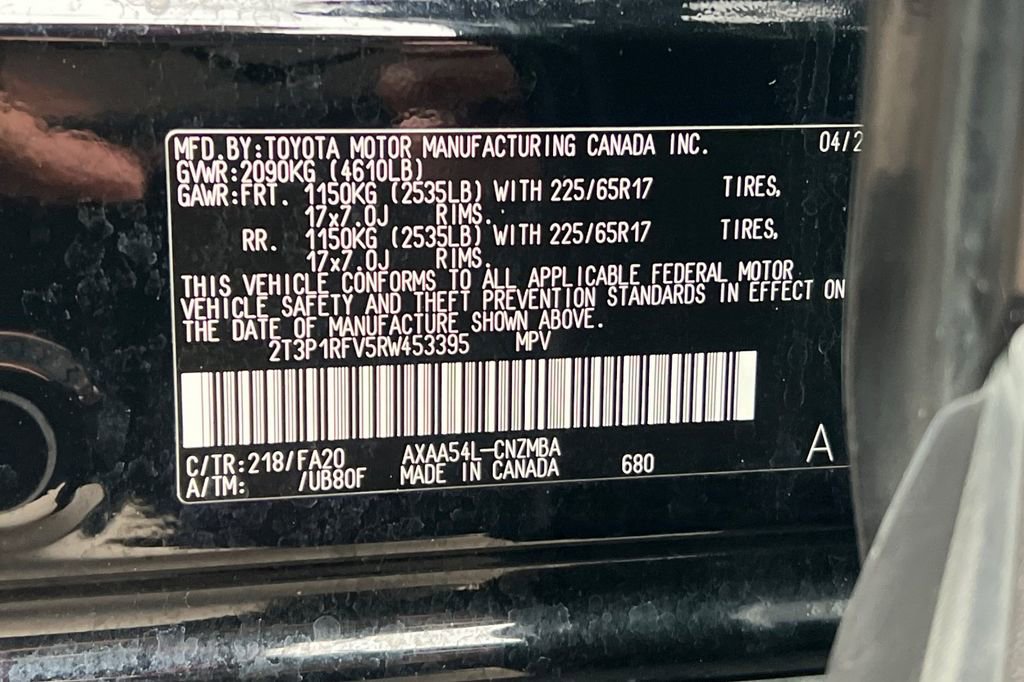 MFD.BY:TOYOTA MOTOR MANUFACTURING CANADA INC. 04/2
GVWR:2090KG (4610LB)
GAWR:FRT. 1150KG (2535LB) WITH 225/65R17 TIRES,
17x7.0J RIMS.
RR. 1150KG (2535LB) WITH 225/65R17 TIRES,
17x7.0J RIMS.
THIS VEHICLE CONFORMS TO ALL APPLICABLE FEDERAL MOTOR
VEHICLE SAFETY AND THEFT PREVENTION STANDARDS IN EFFECT ON
THE DATE OF MANUFACTURE SHOWN ABOVE.
2T3P1RFV5RW453395 MPV
C/TR:218/FA20 AXAA54L-CNZMBA
A/TM: /UB80F MADE IN CANADA 680 A